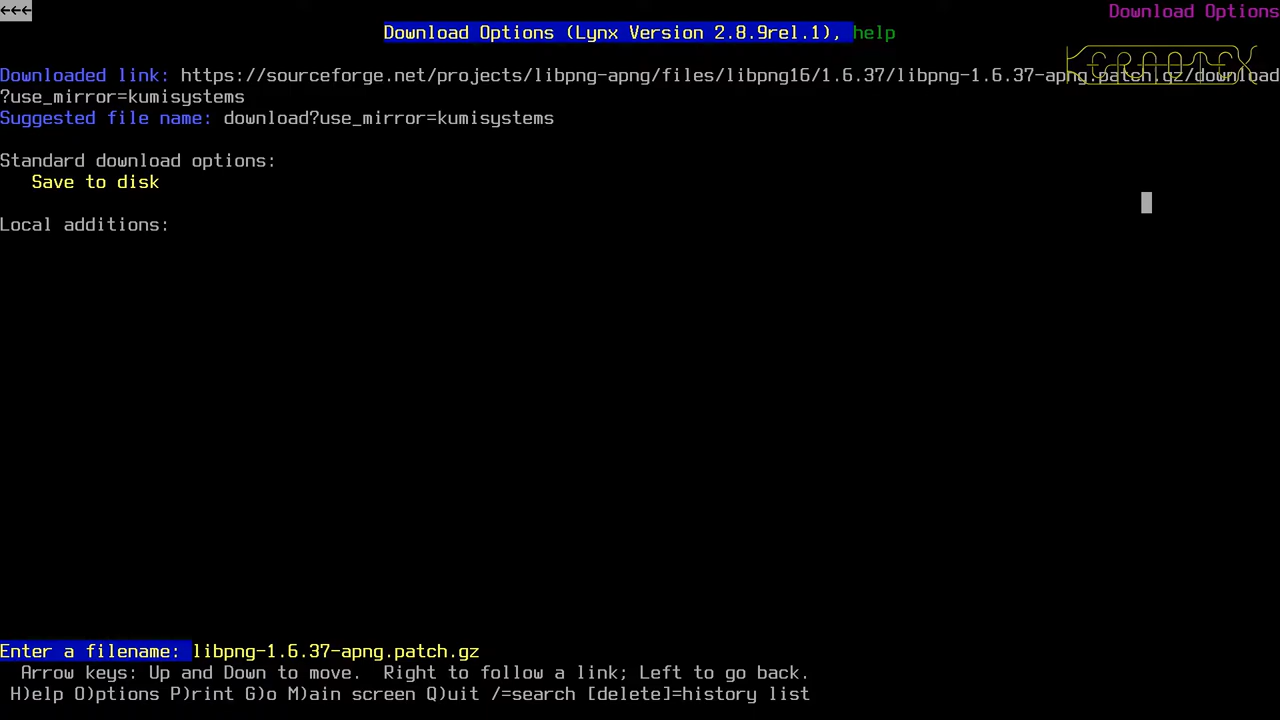 ←←← Download Options
Download Options (Lynx Version 2.8.9rel.1), help
KernoteX
Downloaded link: https://sourceforge.net/projects/libpng-apng/files/libpng16/1.6.37/libpng-1.6.37-apng.patch.gz/download
?use_mirror=kumisystems
Suggested file name: download?use_mirror=kumisystems
Standard download options:
Save to disk
Local additions:
Enter a filename: libpng-1.6.37-apng.patch.gz
Arrow keys: Up and Down to move. Right to follow a link; Left to go back.
H)elp O)ptions P)rint G)o M)ain screen Q)uit /=search [delete]=history list